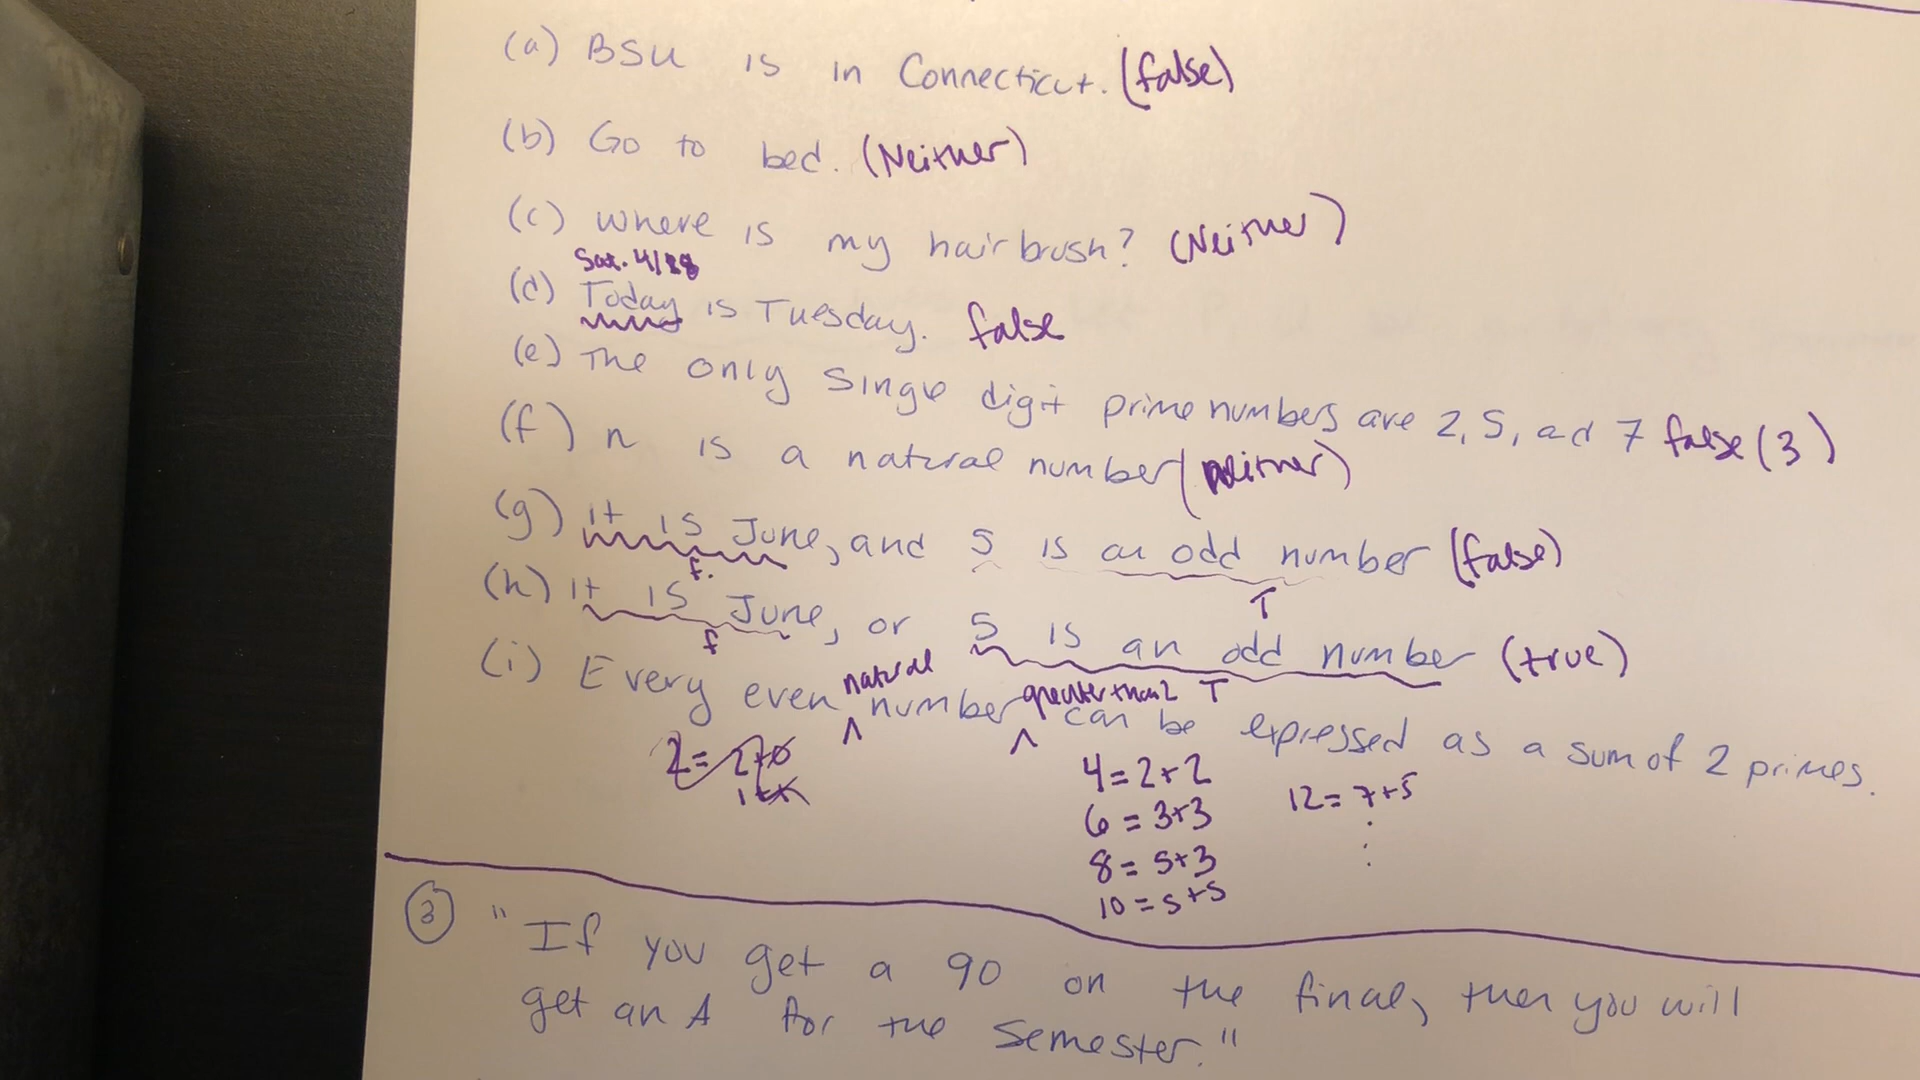 (a) BSU is in Connecticut. (false)
(b) Go to bed. (Neither)
(c) Where is my hairbrush? (Neither)
Sat. 4/
(d) Today is Tuesday. false
(e) The only single digit prime numbers are 2, 5, ad 7 false (3)
(f) n is a natural number (neither)
(g) it is June, and 5 is an odd number (false)
f. T
(h) it is June, or 5 is an odd number (true)
f T
natural greater than 2
(i) Every even ^ number ^ can be expressed as a sum of 2 primes.
2 = 2+0
4 = 2+2
6 = 3+3
8 = 5+3
10 = 5+5
12 = 7+5
⋮
③ "If you get a 90 on the final, then you will
get an A for the semester."